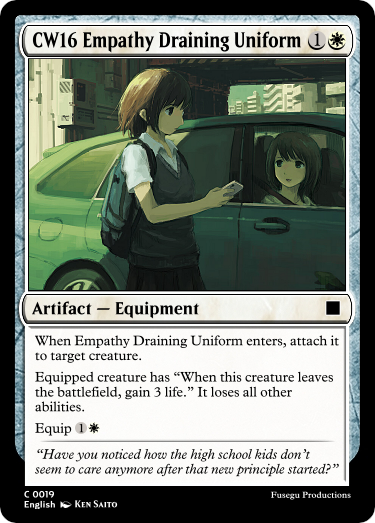 CW16 Empathy Draining Uniform 1
Artifact — Equipment
When Empathy Draining Uniform enters, attach it
to target creature.
Equipped creature has “When this creature leaves
the battlefield, gain 3 life.” It loses all other
abilities.
Equip 1
“Have you noticed how the high school kids don’t
seem to care anymore after that new principle started?”
C 0019
English KEN SAITO
Fusegu Productions